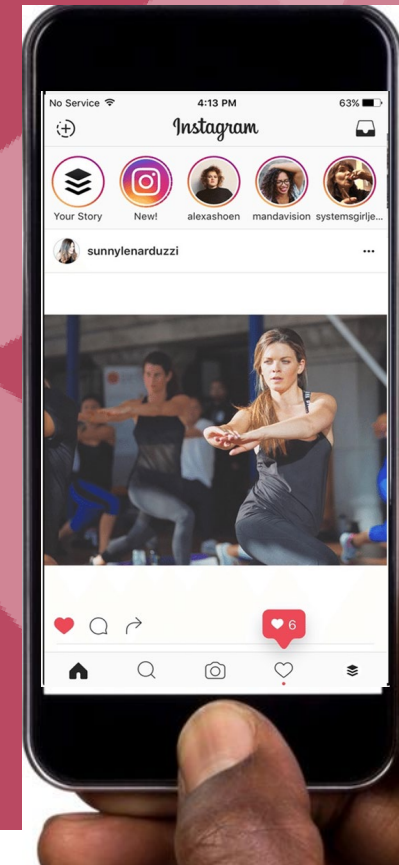 No Service 4:13 PM 63%
Instagram
Your Story New! alexashoen mandavision systemsgirlje...
sunnylenarduzzi ...
6